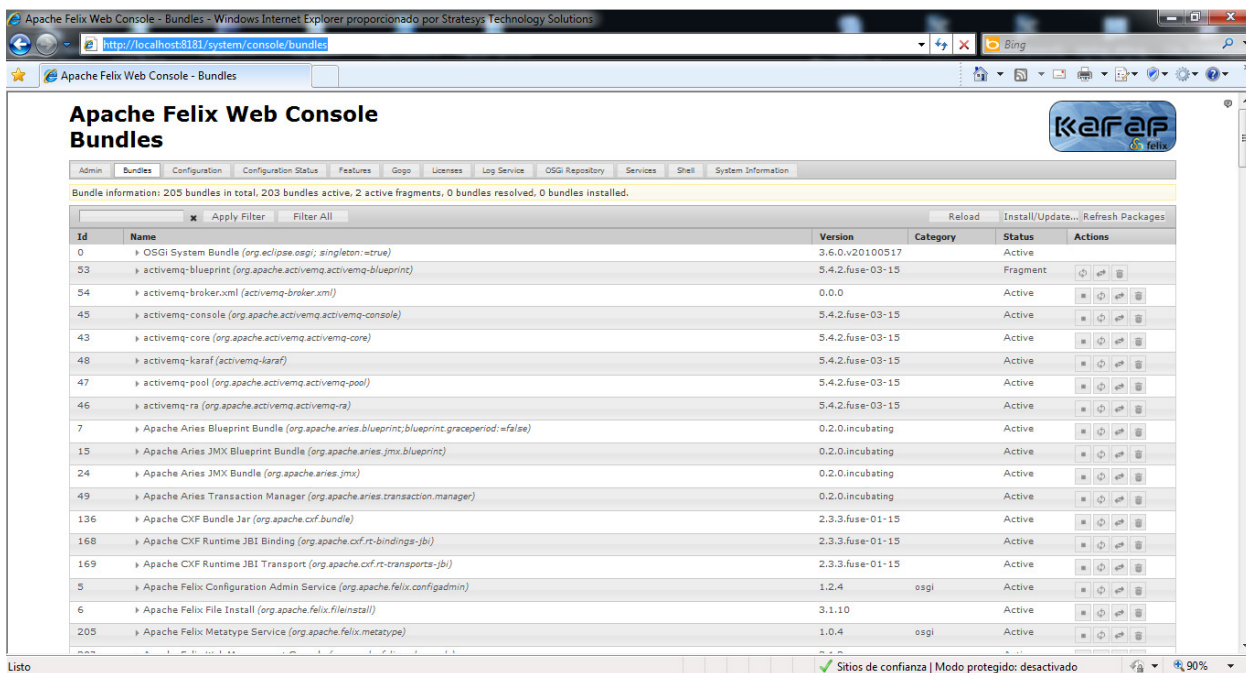 Apache Felix Web Console - Bundles - Windows Internet Explorer proporcionado por Stratesys Technology Solutions
http://localhost:8181/system/console/bundles
Bing
Apache Felix Web Console - Bundles
Apache Felix Web Console
Bundles
Karaf
felix
Admin Bundles Configuration Configuration Status Features Gogo Licenses Log Service OSGi Repository Services Shell System Information
Bundle information: 205 bundles in total, 203 bundles active, 2 active fragments, 0 bundles resolved, 0 bundles installed.
x Apply Filter Filter All Reload Install/Update... Refresh Packages
Id Name Version Category Status Actions
0 OSGi System Bundle (org.eclipse.osgi; singleton:=true) 3.6.0.v20100517 Active
53 activemq-blueprint (org.apache.activemq.activemq-blueprint) 5.4.2.fuse-03-15 Fragment
54 activemq-broker.xml (activemq-broker.xml) 0.0.0 Active
45 activemq-console (org.apache.activemq.activemq-console) 5.4.2.fuse-03-15 Active
43 activemq-core (org.apache.activemq.activemq-core) 5.4.2.fuse-03-15 Active
48 activemq-karaf (activemq-karaf) 5.4.2.fuse-03-15 Active
47 activemq-pool (org.apache.activemq.activemq-pool) 5.4.2.fuse-03-15 Active
46 activemq-ra (org.apache.activemq.activemq-ra) 5.4.2.fuse-03-15 Active
7 Apache Aries Blueprint Bundle (org.apache.aries.blueprint;blueprint.graceperiod:=false) 0.2.0.incubating Active
15 Apache Aries JMX Blueprint Bundle (org.apache.aries.jmx.blueprint) 0.2.0.incubating Active
24 Apache Aries JMX Bundle (org.apache.aries.jmx) 0.2.0.incubating Active
49 Apache Aries Transaction Manager (org.apache.aries.transaction.manager) 0.2.0.incubating Active
136 Apache CXF Bundle Jar (org.apache.cxf.bundle) 2.3.3.fuse-01-15 Active
168 Apache CXF Runtime JBI Binding (org.apache.cxf.rt-bindings-jbi) 2.3.3.fuse-01-15 Active
169 Apache CXF Runtime JBI Transport (org.apache.cxf.rt-transports-jbi) 2.3.3.fuse-01-15 Active
5 Apache Felix Configuration Admin Service (org.apache.felix.configadmin) 1.2.4 osgi Active
6 Apache Felix File Install (org.apache.felix.fileinstall) 3.1.10 Active
205 Apache Felix Metatype Service (org.apache.felix.metatype) 1.0.4 osgi Active
Listo Sitios de confianza | Modo protegido: desactivado 90%